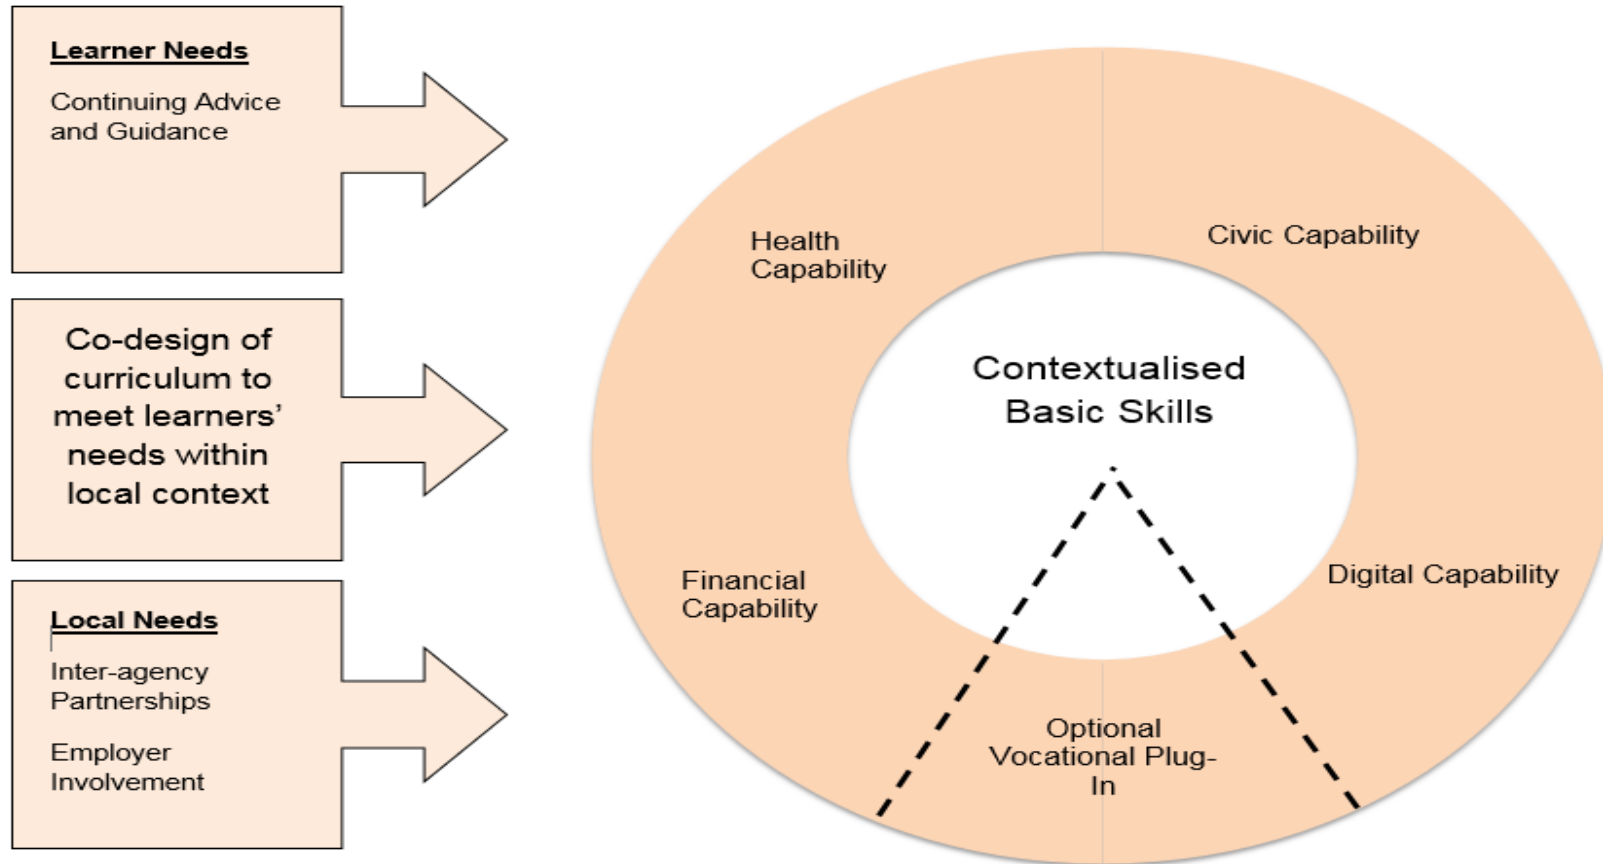 Learner Needs
Continuing Advice
and Guidance
Co-design of
curriculum to
meet learners’
needs within
local context
Local Needs
Inter-agency
Partnerships
Employer
Involvement
Health
Capability
Civic Capability
Contextualised
Basic Skills
Financial
Capability
Digital Capability
Optional
Vocational Plug-
In